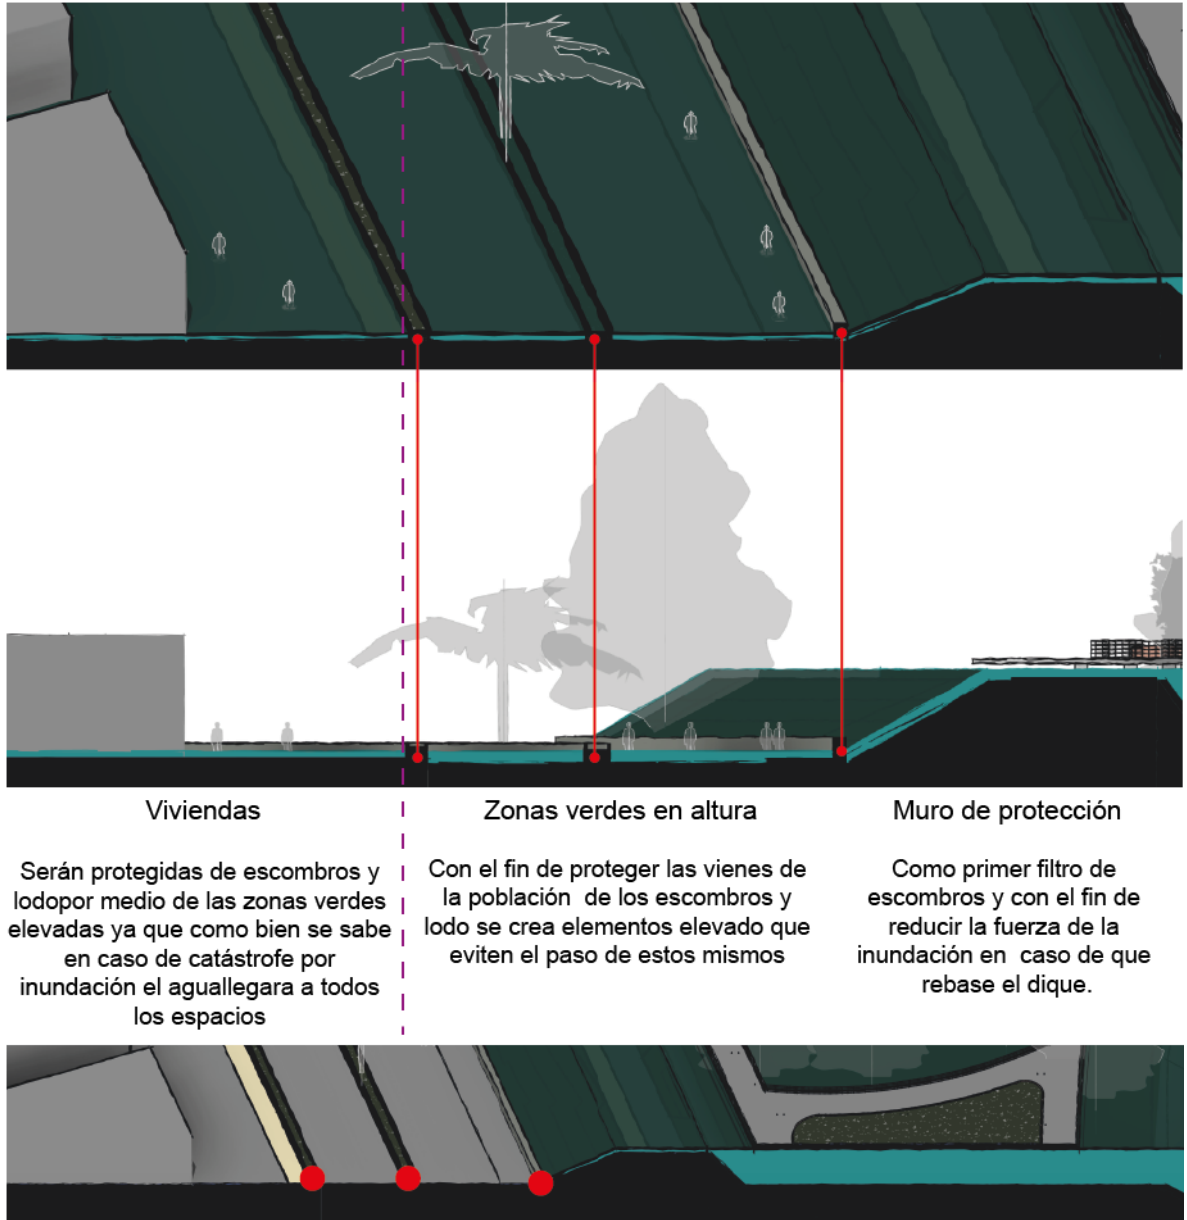 Viviendas
Serán protegidas de escombros y
lodopor medio de las zonas verdes
elevadas ya que como bien se sabe
en caso de catástrofe por
inundación el aguallegara a todos
los espacios
Zonas verdes en altura
Con el fin de proteger las vienes de
la población  de los escombros y
lodo se crea elementos elevado que
eviten el paso de estos mismos
Muro de protección
Como primer filtro de
escombros y con el fin de
reducir la fuerza de la
inundación en  caso de que
rebase el dique.